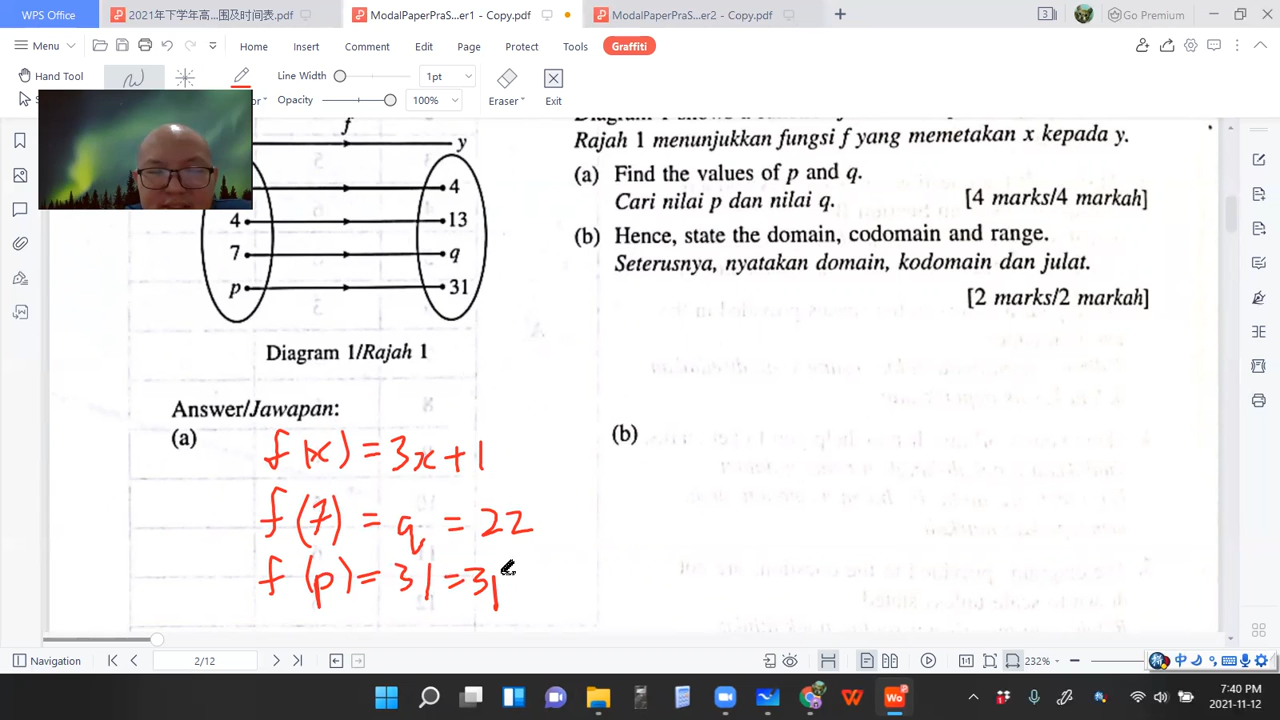 WPS Office
2021年下学年高...围及时间表.pdf
ModalPaperPraS...er1 - Copy.pdf
ModalPaperPraS...er2 - Copy.pdf
3
Go Premium
Menu
Home
Insert
Comment
Edit
Page
Protect
Tools
Graffiti
Hand Tool
Line Width
1pt
Opacity
100%
Eraser
Exit
f
y
4
4
13
7
q
p
31
Diagram 1/Rajah 1
Rajah 1 menunjukkan fungsi f yang memetakan x kepada y.
(a) Find the values of p and q.
Cari nilai p dan nilai q.
[4 marks/4 markah]
(b) Hence, state the domain, codomain and range.
Seterusnya, nyatakan domain, kodomain dan julat.
[2 marks/2 markah]
Answer/Jawapan:
(a)
f(x) = 3x + 1
f(7) = q = 22
f(p) = 31 = 31
(b)
Navigation
2/12
1:1
232%
中
7:40 PM
2021-11-12